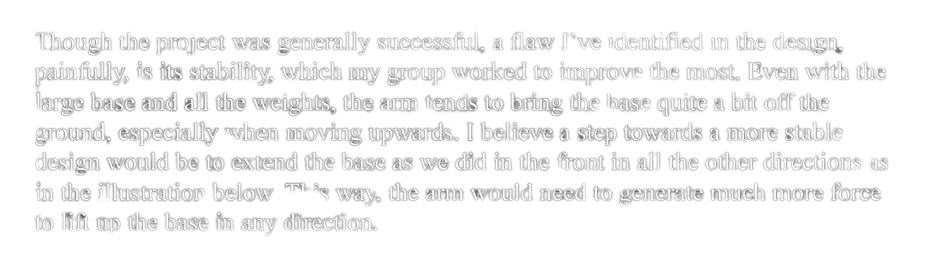 Though the project was generally successful, a flaw I've identified in the design,
painfully, is its stability, which my group worked to improve the most. Even with the
large base and all the weights, the arm tends to bring the base quite a bit off the
ground, especially when moving upwards. I believe a step towards a more stable
design would be to extend the base as we did in the front in all the other directions as
in the illustration below This way, the arm would need to generate much more force
to lift up the base in any direction.